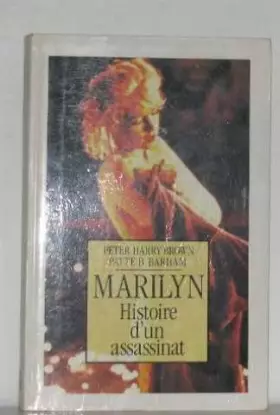 PETER HARRY BROWN
PATTE B. BARHAM
MARILYN
Histoire
d'un
assassinat